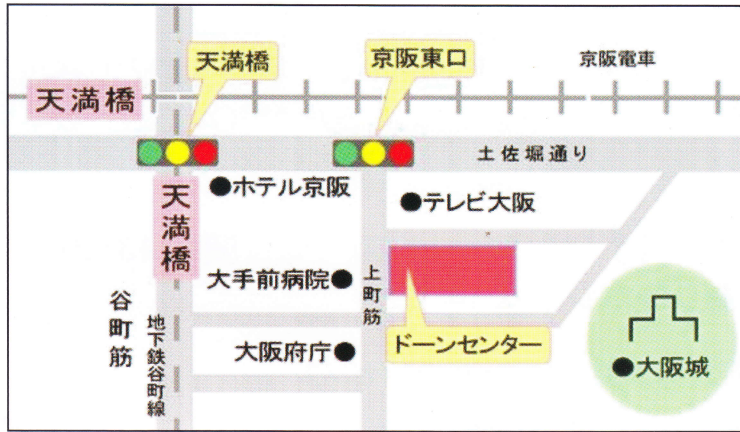 天満橋
京阪東口
京阪電車
天満橋
土佐堀通り
天満橋
ホテル京阪
テレビ大阪
大手前病院
上町筋
谷町筋
地下鉄谷町線
ドーンセンター
大阪府庁
大阪城